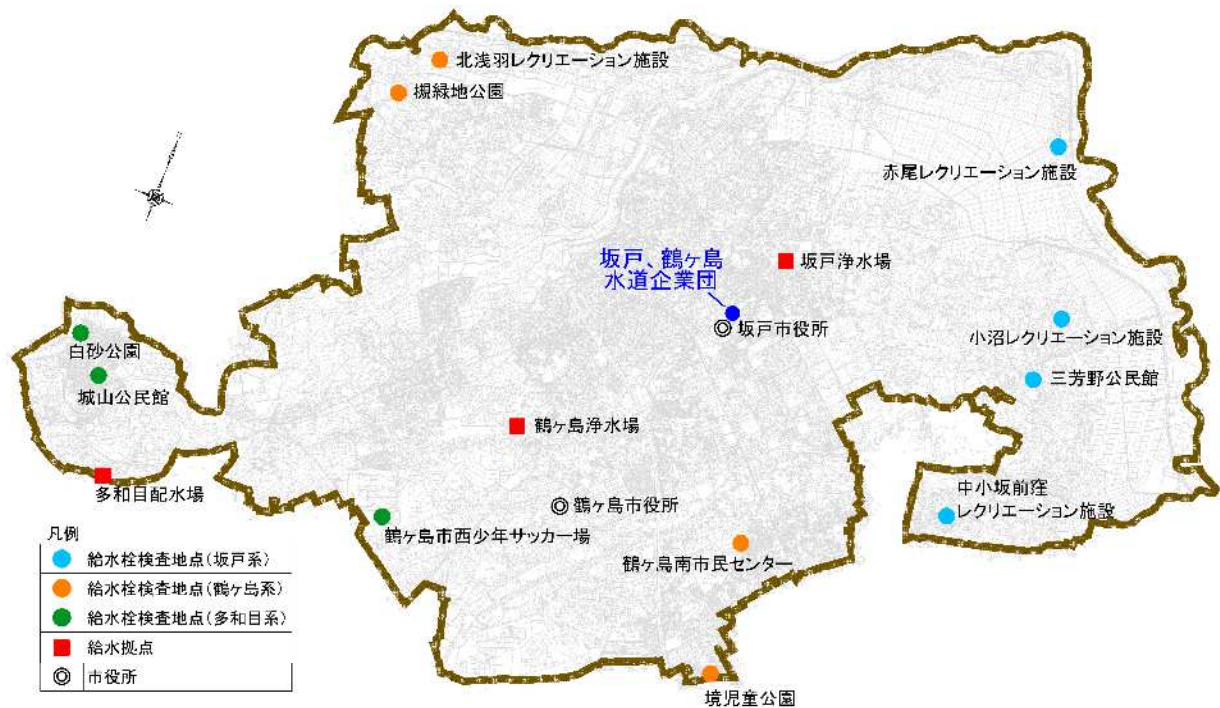 北浅羽レクリエーション施設
槻緑地公園
赤尾レクリエーション施設
坂戸、鶴ヶ島
水道企業団
坂戸浄水場
坂戸市役所
小沼レクリエーション施設
白砂公園
城山公民館
三芳野公民館
鶴ヶ島浄水場
多和目配水場
中小坂前窪
レクリエーション施設
鶴ヶ島市役所
鶴ヶ島市西少年サッカー場
鶴ヶ島南市民センター
境児童公園
凡例
給水栓検査地点(坂戸系)
給水栓検査地点(鶴ヶ島系)
給水栓検査地点(多和目系)
給水拠点
市役所